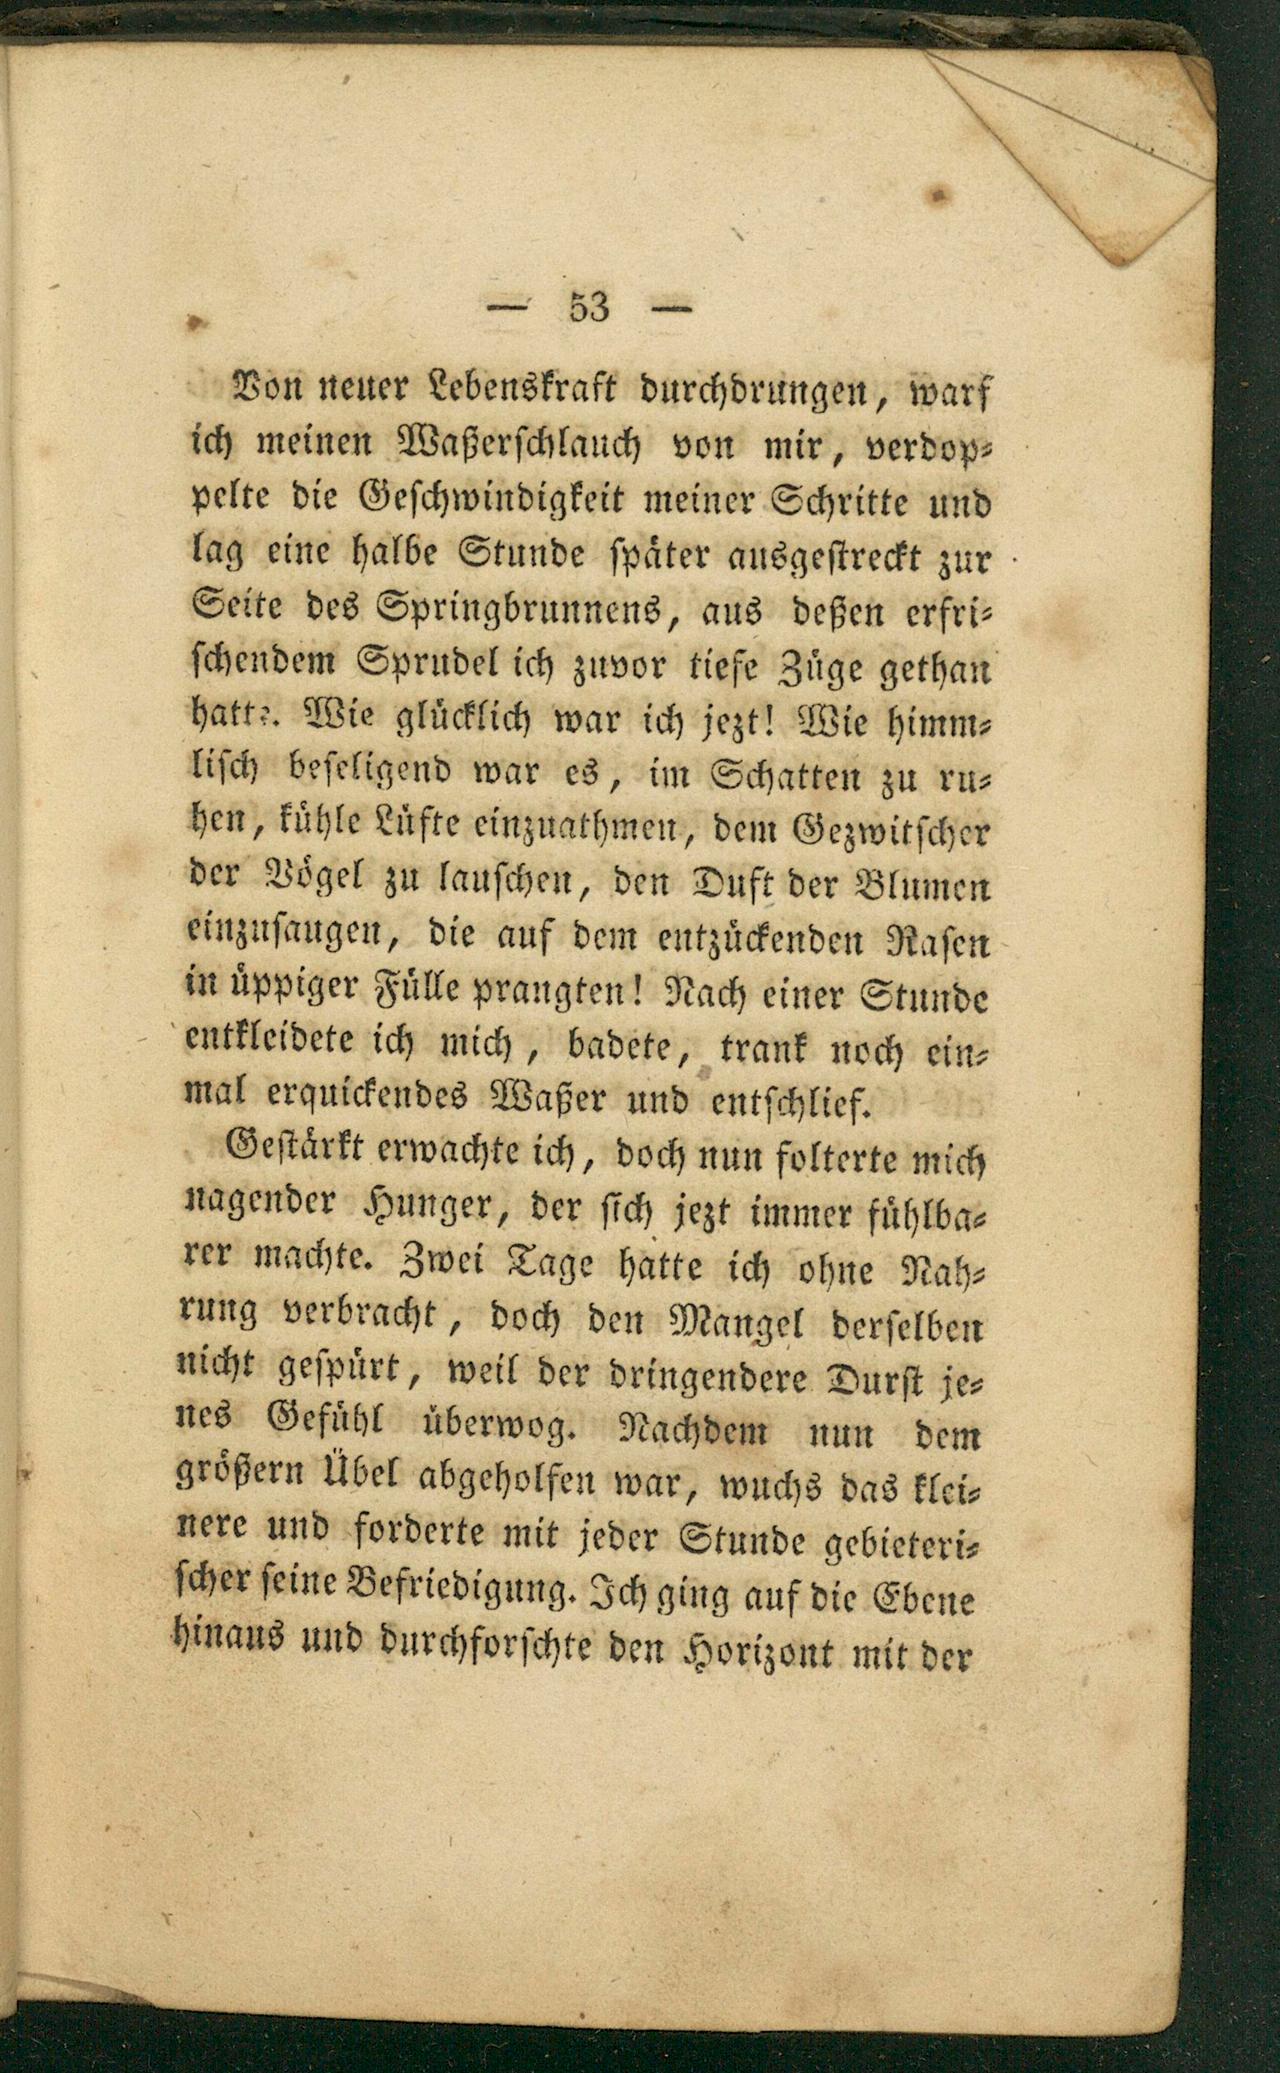 — 53 —
Von neuer Lebenskraft durchdrungen, warf
ich meinen Waßerschlauch von mir, verdop-
pelte die Geschwindigkeit meiner Schritte und
lag eine halbe Stunde später ausgestreckt zur
Seite des Springbrunnens, aus deßen erfri-
schendem Sprudel ich zuvor tiefe Züge gethan
hatte. Wie glücklich war ich jezt! Wie himm-
lisch beseligend war es, im Schatten zu ru-
hen, kühle Lüfte einzuathmen, dem Gezwitscher
der Vögel zu lauschen, den Duft der Blumen
einzusaugen, die auf dem entzückenden Rasen
in üppiger Fülle prangten! Nach einer Stunde
entkleidete ich mich, badete, trank noch ein-
mal erquickendes Waßer und entschlief.
Gestärkt erwachte ich, doch nun folterte mich
nagender Hunger, der sich jezt immer fühlba-
rer machte. Zwei Tage hatte ich ohne Nah-
rung verbracht, doch den Mangel derselben
nicht gespürt, weil der dringendere Durst je-
nes Gefühl überwog. Nachdem nun dem
größern Übel abgeholfen war, wuchs das klei-
nere und forderte mit jeder Stunde gebieteri-
scher seine Befriedigung. Ich ging auf die Ebene
hinaus und durchforschte den Horizont mit der